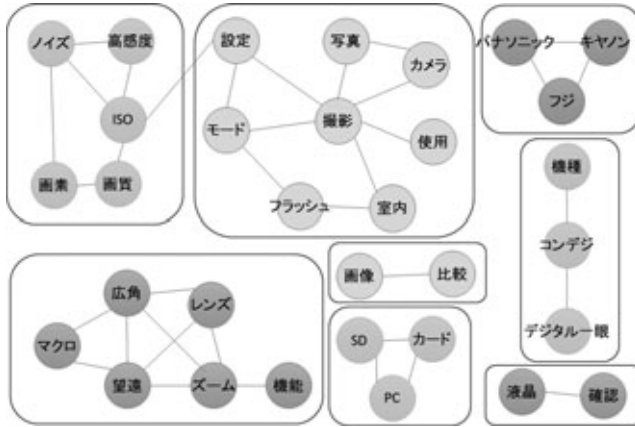 ノイズ
高感度
ISO
画素
画質
設定
写真
カメラ
モード
撮影
使用
フラッシュ
室内
パナソニック
キヤノン
フジ
機種
コンデジ
デジタル一眼
広角
レンズ
マクロ
望遠
ズーム
機能
画像
比較
SD
カード
PC
液晶
確認